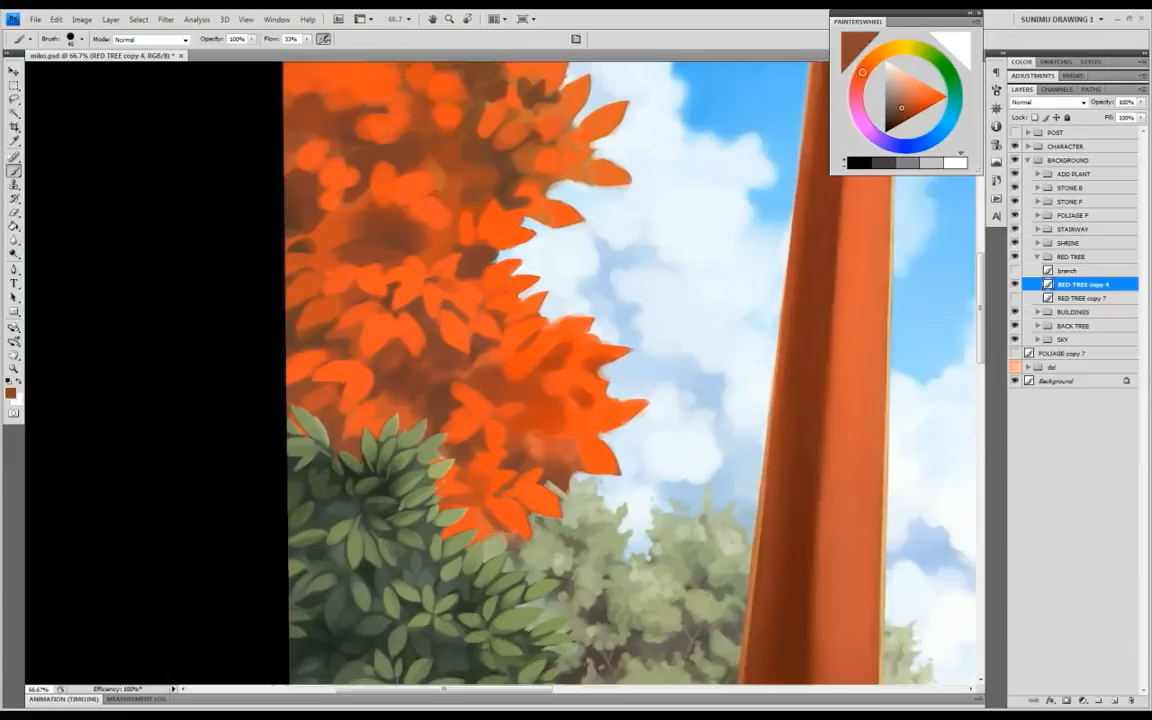 Ps File Edit Image Layer Select Filter Analysis 3D View Window Help 66.7 SUNIMU DRAWING 1
Brush: Mode: Normal Opacity: 100% Flow: 33%
miko.psd @ 66.7% (RED TREE copy 4, RGB/8) *
PAINTERSWHEEL
COLOR SWATCHES STYLES
ADJUSTMENTS MASKS
LAYERS CHANNELS PATHS
Normal Opacity: 100%
Lock: Fill: 100%
POST
CHARACTER
BACKGROUND
ADD PLANT
STONE B
STONE F
FOLIAGE F
STAIRWAY
SHRINE
RED TREE
branch
RED TREE copy 4
RED TREE copy 7
BUILDINGS
BACK TREE
SKY
FOLIAGE copy 7
del
Background
66.67% Efficiency: 100%*
ANIMATION (TIMELINE) MEASUREMENT LOG